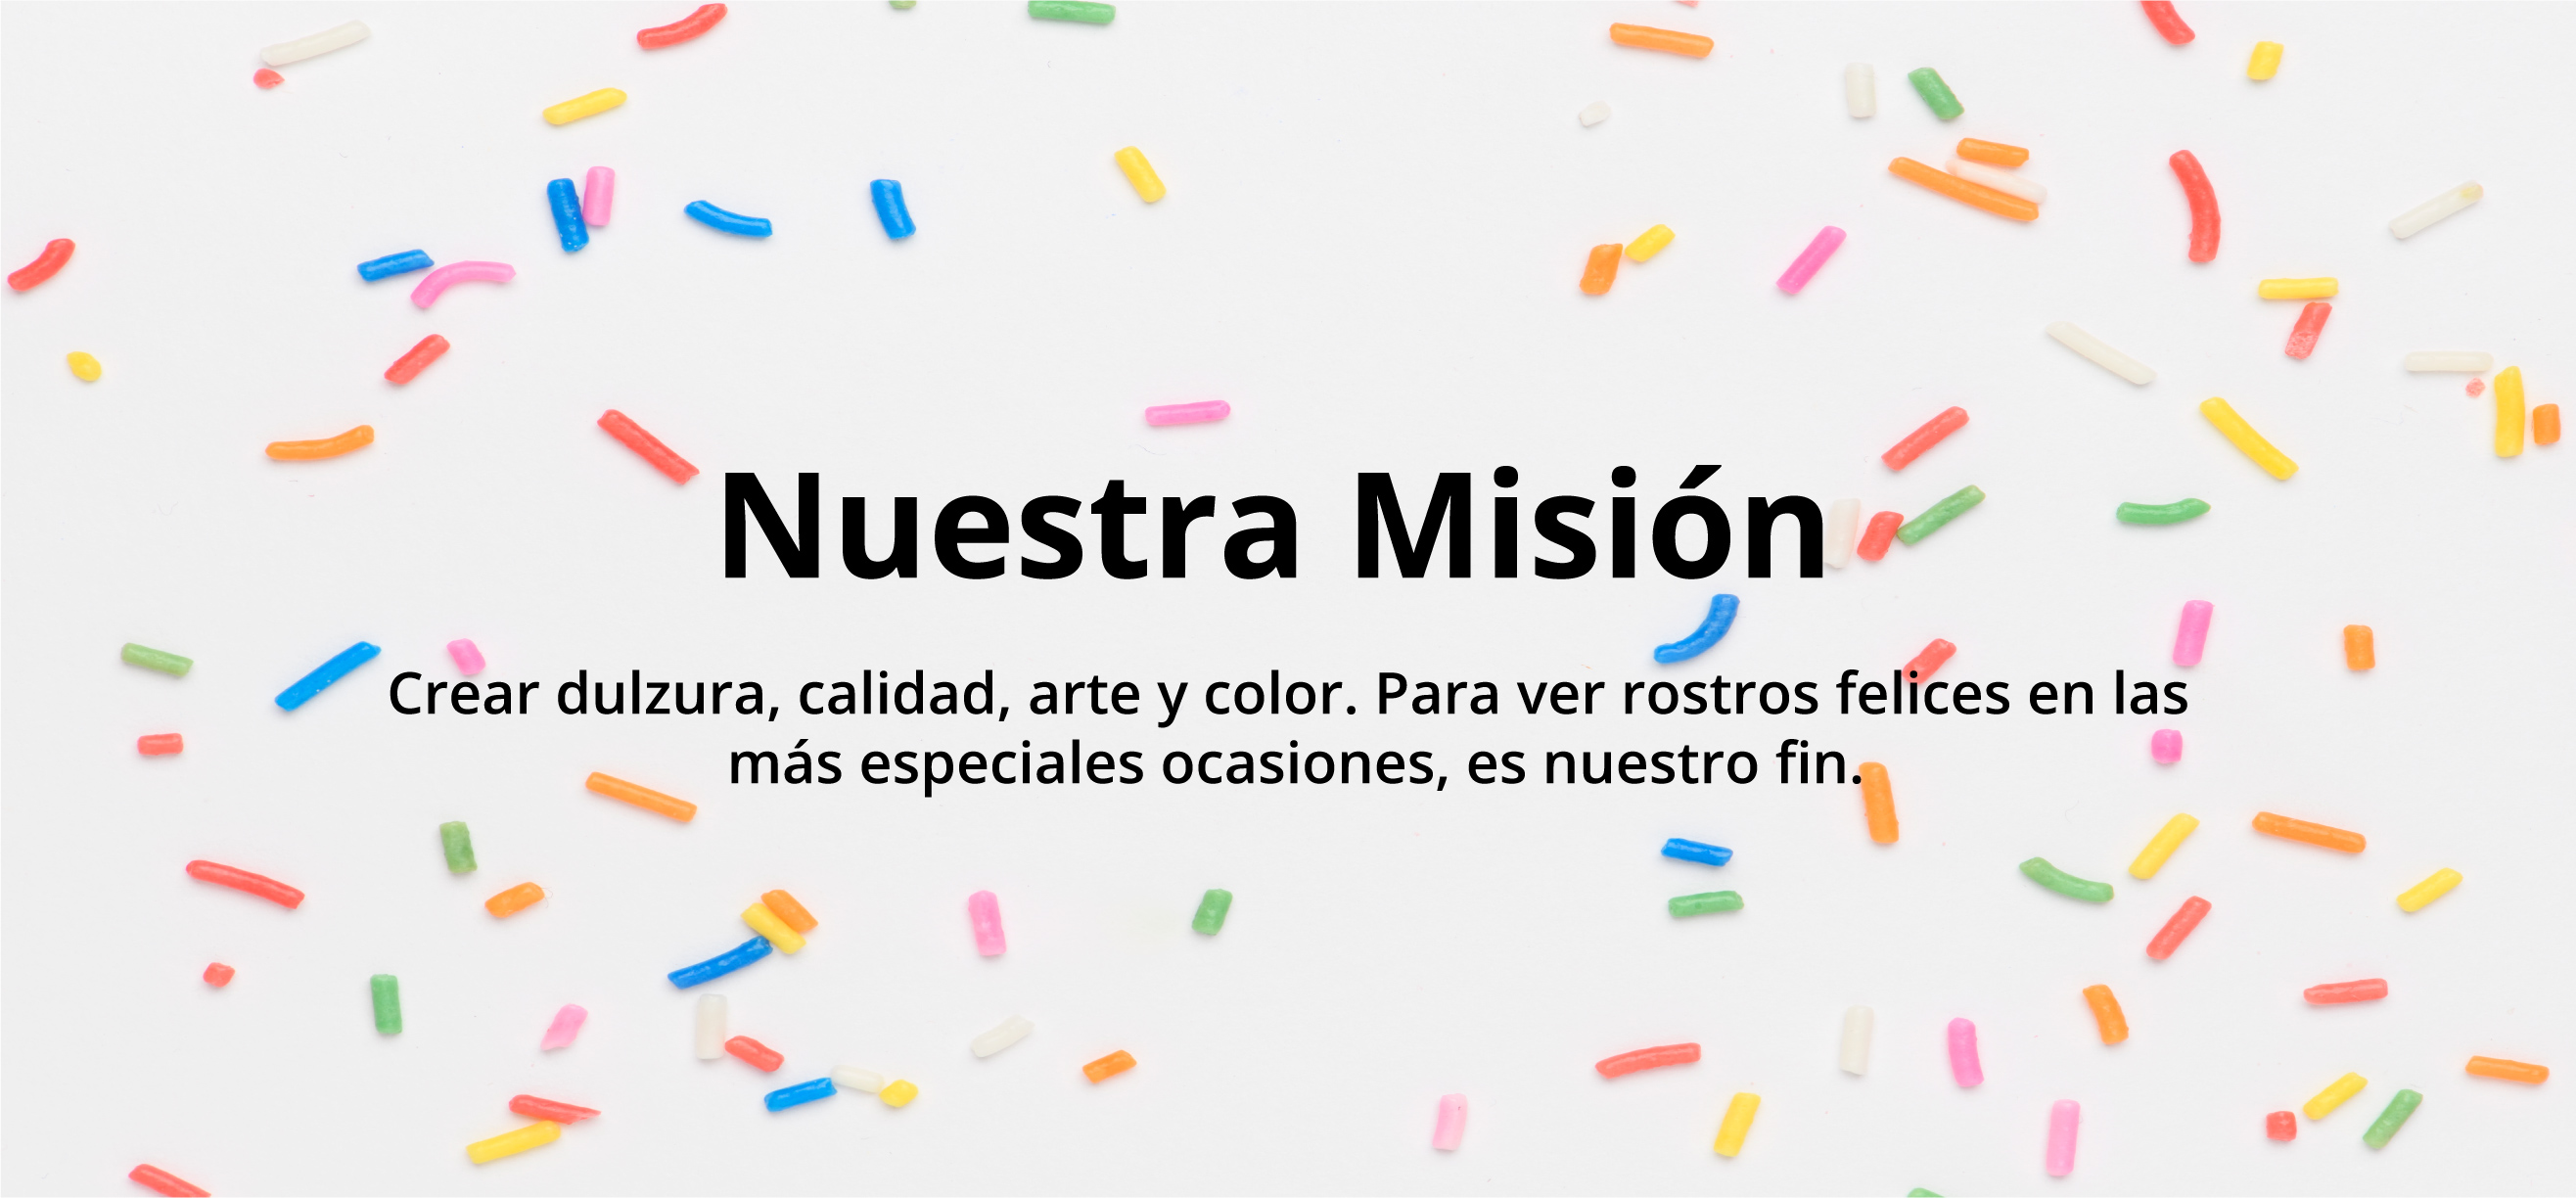 Nuestra Misión
Crear dulzura, calidad, arte y color. Para ver rostros felices en las
más especiales ocasiones, es nuestro fin.